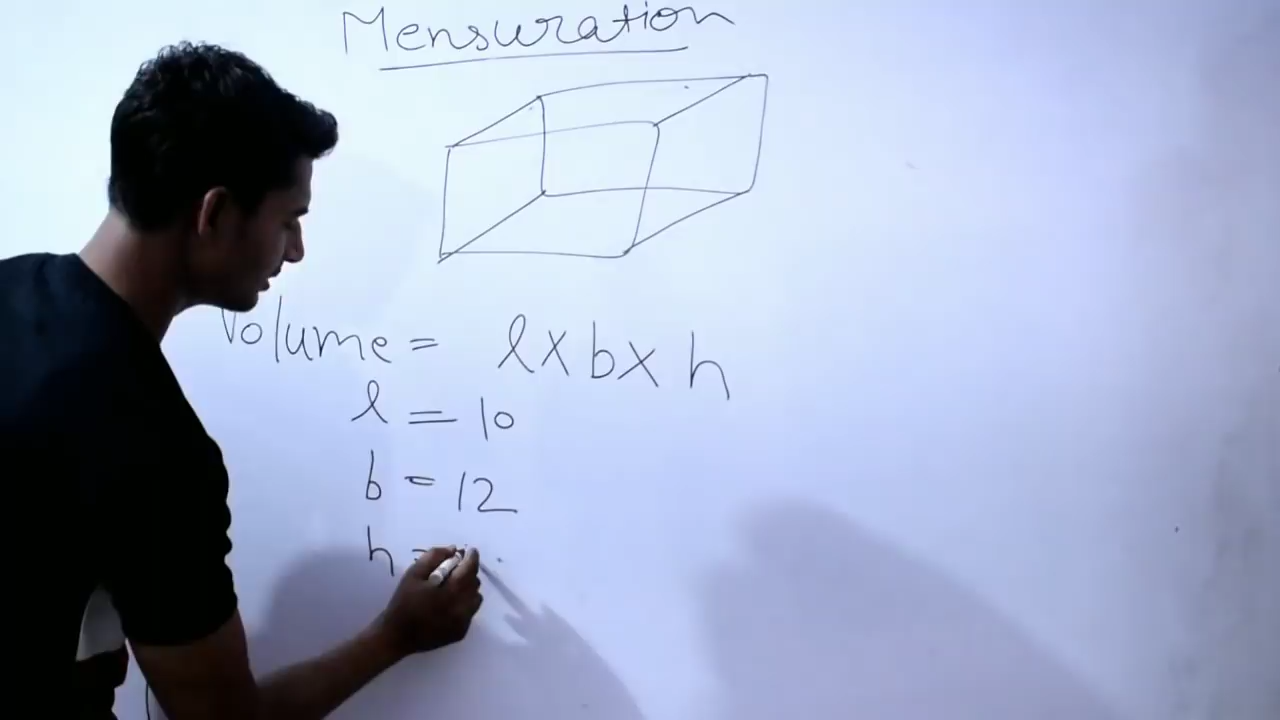 Mensuration
Volume = l x b x h
l = 10
b = 12
h =